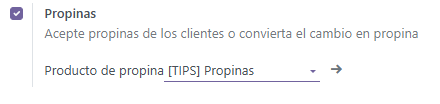 Propinas
Acepte propinas de los clientes o convierta el cambio en propina
Producto de propina [TIPS] Propinas